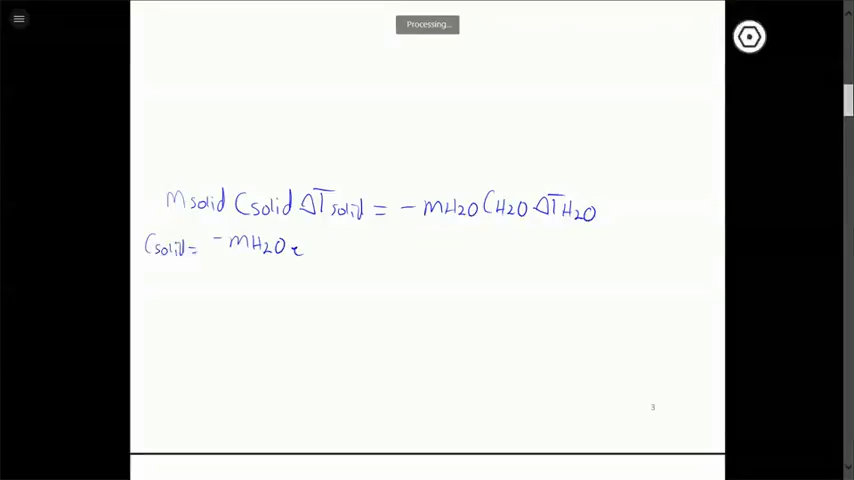 Processing...
msolid Csolid ΔTsolid = - mH2O CH2O ΔTH2O
Csolid = - mH2O
3